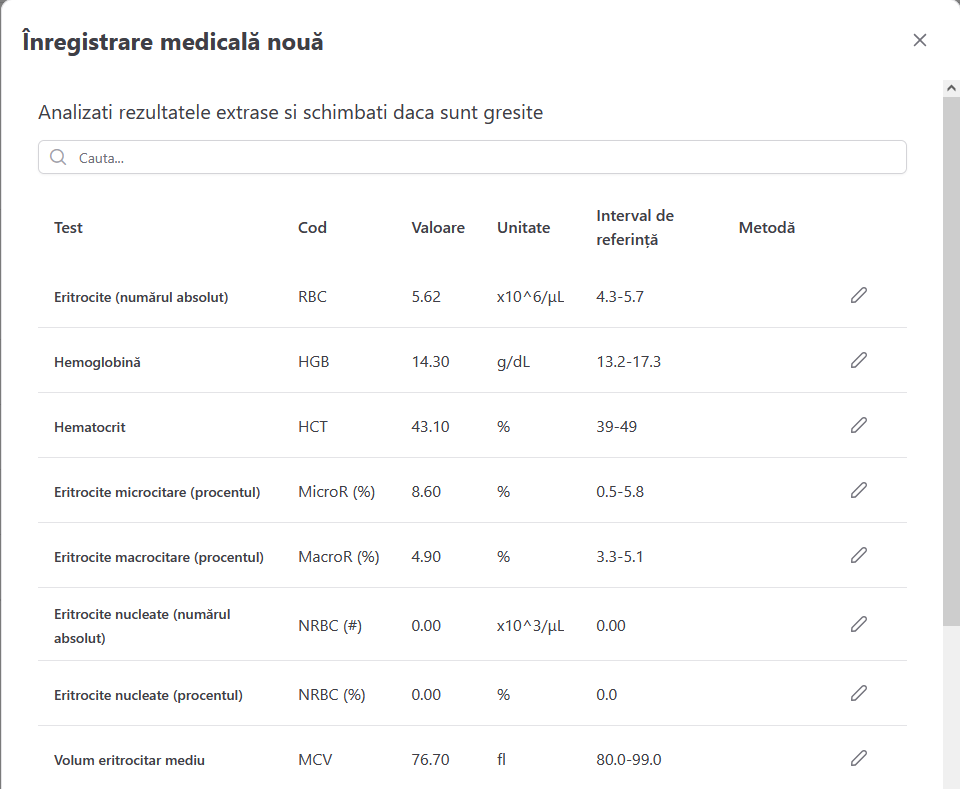 Înregistrare medicală nouă
Analizati rezultatele extrase si schimbati daca sunt gresite
Cauta...
Test Cod Valoare Unitate Interval de referință Metodă
Eritrocite (numărul absolut) RBC 5.62 x10^6/µL 4.3-5.7
Hemoglobină HGB 14.30 g/dL 13.2-17.3
Hematocrit HCT 43.10 % 39-49
Eritrocite microcitare (procentul) MicroR (%) 8.60 % 0.5-5.8
Eritrocite macrocitare (procentul) MacroR (%) 4.90 % 3.3-5.1
Eritrocite nucleate (numărul absolut) NRBC (#) 0.00 x10^3/µL 0.00
Eritrocite nucleate (procentul) NRBC (%) 0.00 % 0.0
Volum eritrocitar mediu MCV 76.70 fl 80.0-99.0